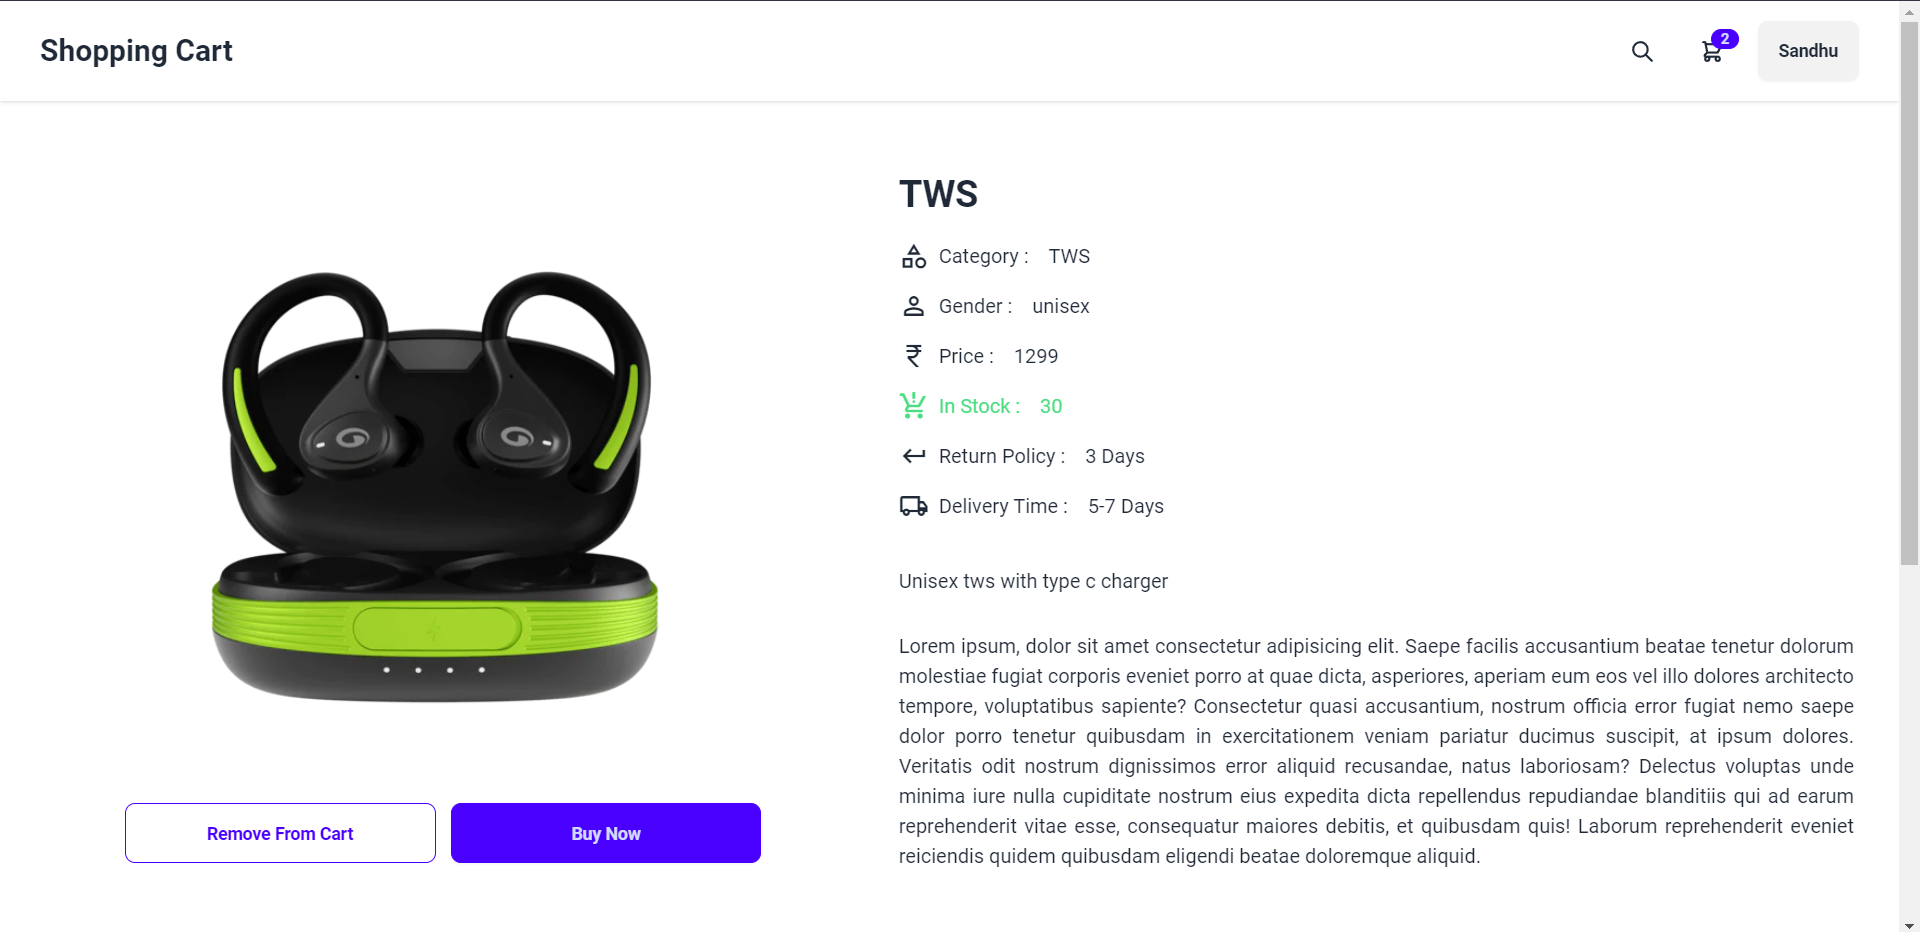 Shopping Cart
2
Sandhu
TWS
Category : TWS
Gender : unisex
Price : 1299
In Stock : 30
Return Policy : 3 Days
Delivery Time : 5-7 Days
Unisex tws with type c charger
Lorem ipsum, dolor sit amet consectetur adipisicing elit. Saepe facilis accusantium beatae tenetur dolorum
molestiae fugiat corporis eveniet porro at quae dicta, asperiores, aperiam eum eos vel illo dolores architecto
tempore, voluptatibus sapiente? Consectetur quasi accusantium, nostrum officia error fugiat nemo saepe
dolor porro tenetur quibusdam in exercitationem veniam pariatur ducimus suscipit, at ipsum dolores.
Veritatis odit nostrum dignissimos error aliquid recusandae, natus laboriosam? Delectus voluptas unde
minima iure nulla cupiditate nostrum eius expedita dicta repellendus repudiandae blanditiis qui ad earum
reprehenderit vitae esse, consequatur maiores debitis, et quibusdam quis! Laborum reprehenderit eveniet
reiciendis quidem quibusdam eligendi beatae doloremque aliquid.
Remove From Cart
Buy Now